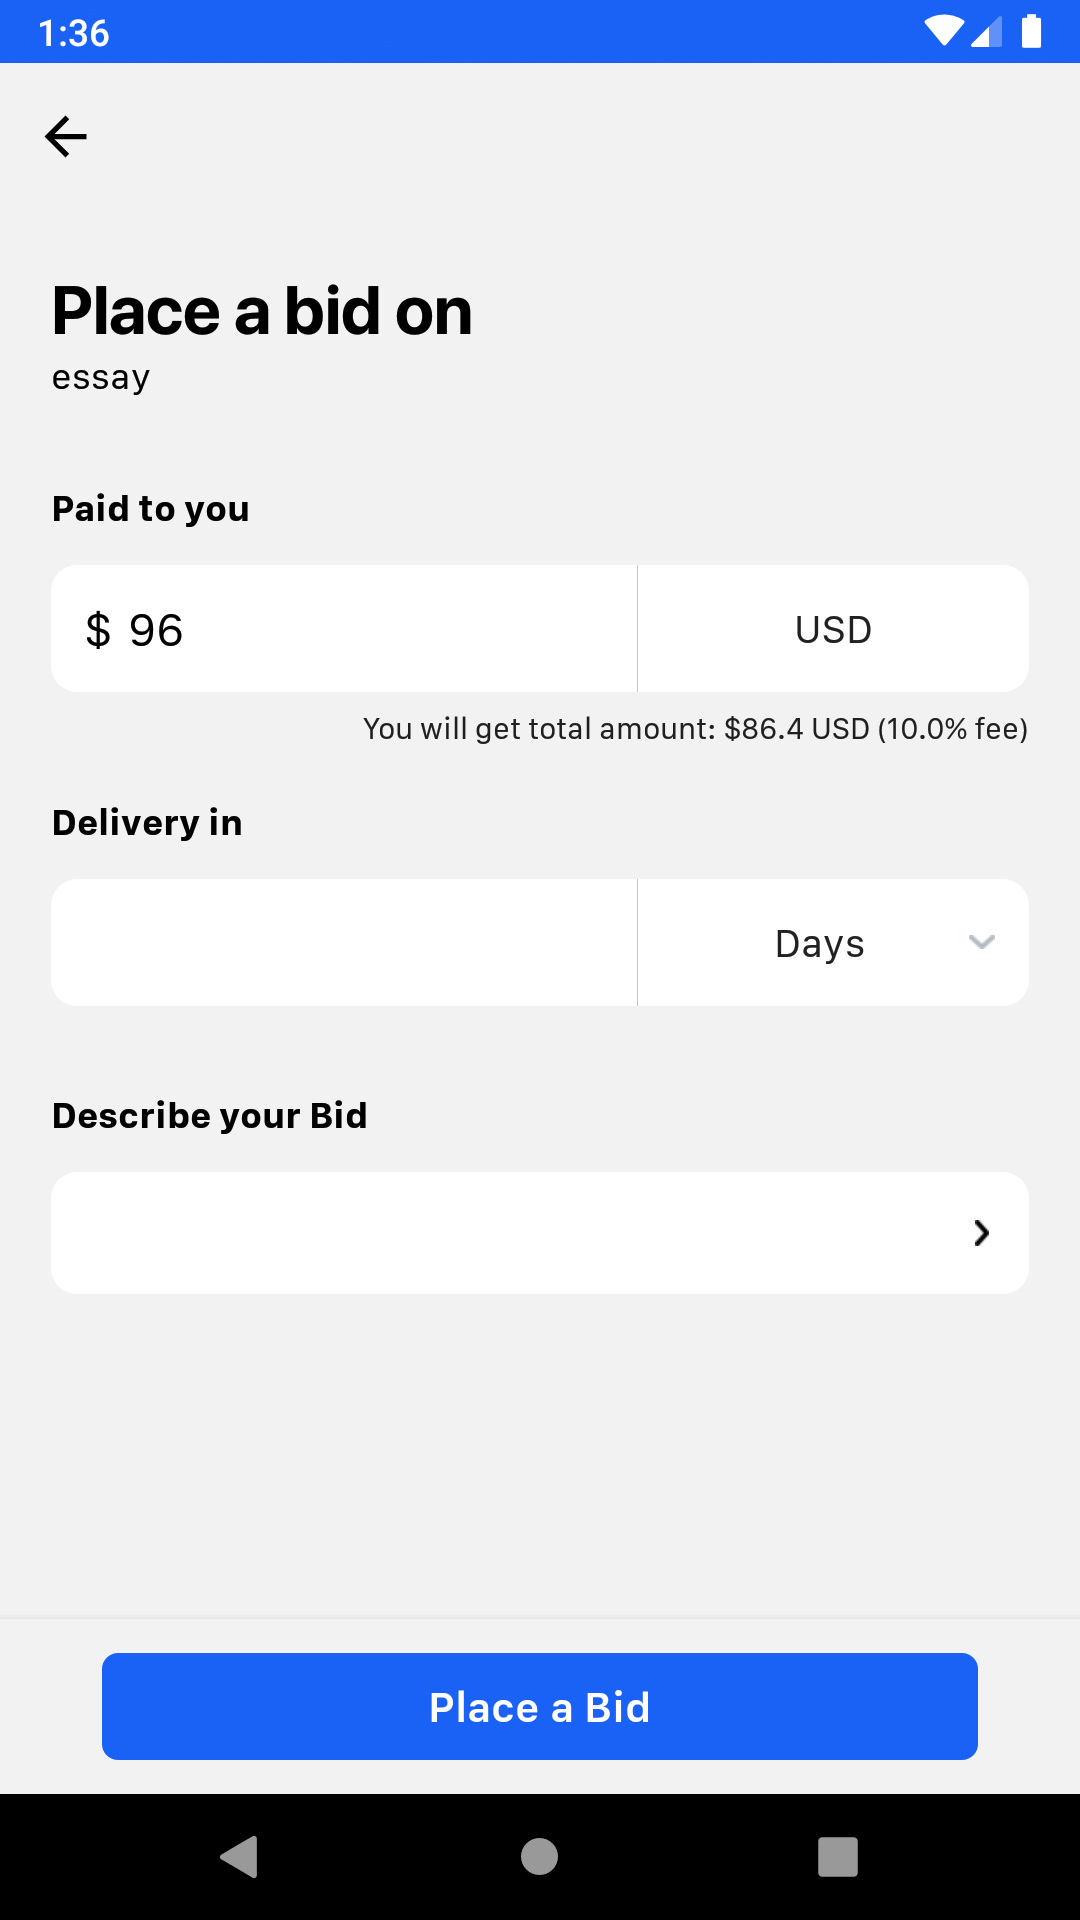 1:36
Place a bid on
essay
Paid to you
$ 96
USD
You will get total amount: $86.4 USD (10.0% fee)
Delivery in
Days
Describe your Bid
Place a Bid